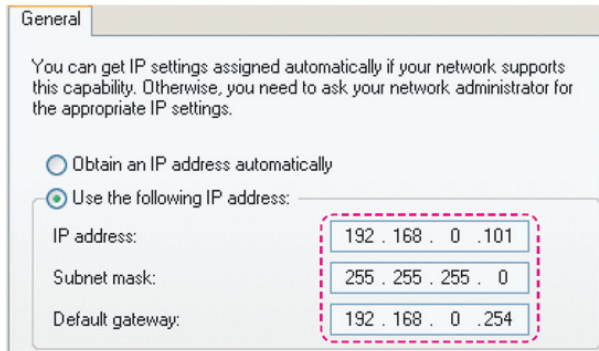 General
You can get IP settings assigned automatically if your network supports
this capability. Otherwise, you need to ask your network administrator for
the appropriate IP settings.
Obtain an IP address automatically
Use the following IP address:
IP address: 192 . 168 . 0 .101
Subnet mask: 255 . 255 . 255 . 0
Default gateway: 192 . 168 . 0 .254